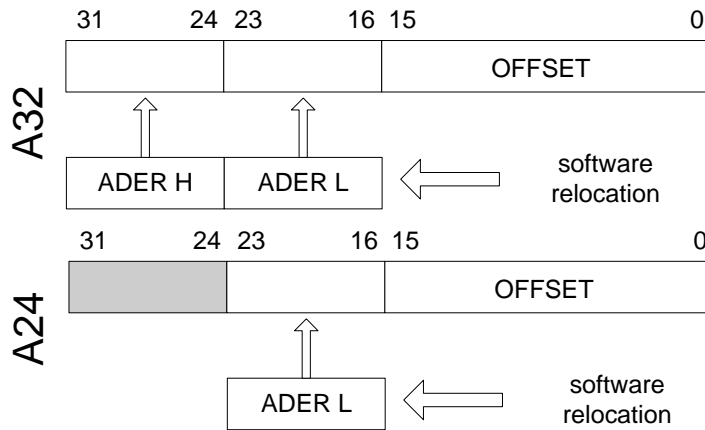 31 24 23 16 15 0
A32
OFFSET
ADER H ADER L
software
relocation
31 24 23 16 15 0
A24
OFFSET
ADER L
software
relocation